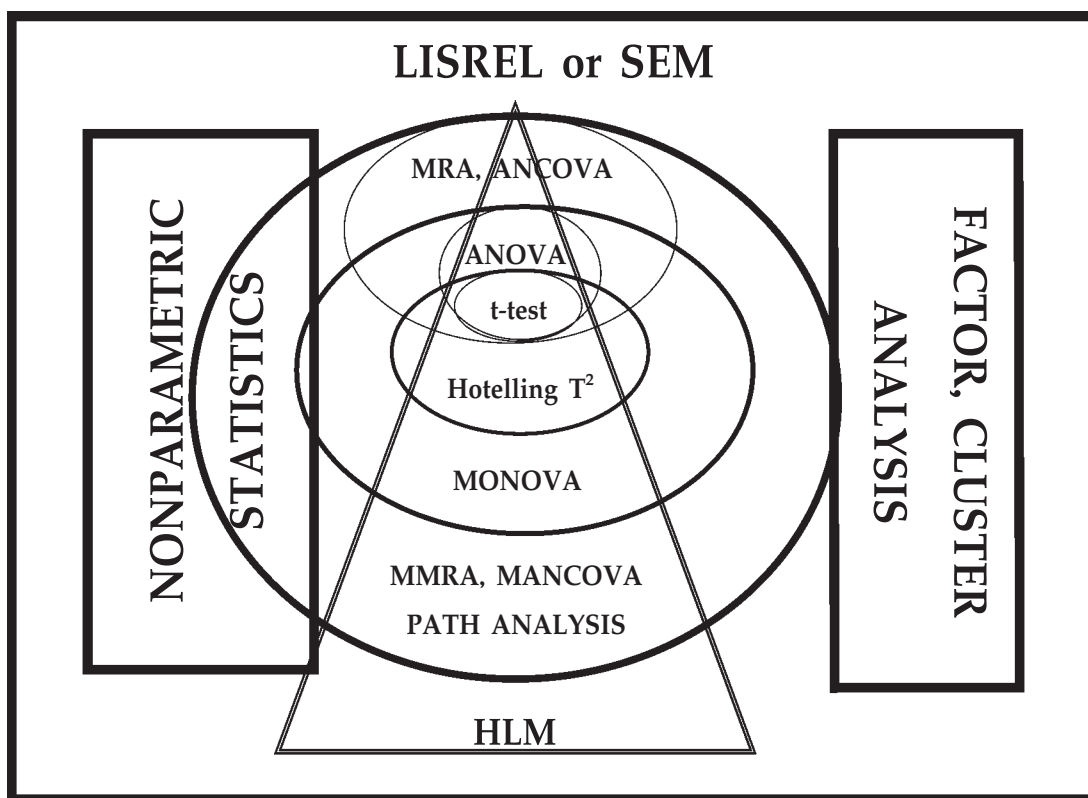 LISREL or SEM
NONPARAMETRIC
STATISTICS
MRA, ANCOVA
ANOVA
t-test
Hotelling T²
MONOVA
MMRA, MANCOVA
PATH ANALYSIS
HLM
FACTOR, CLUSTER
ANALYSIS